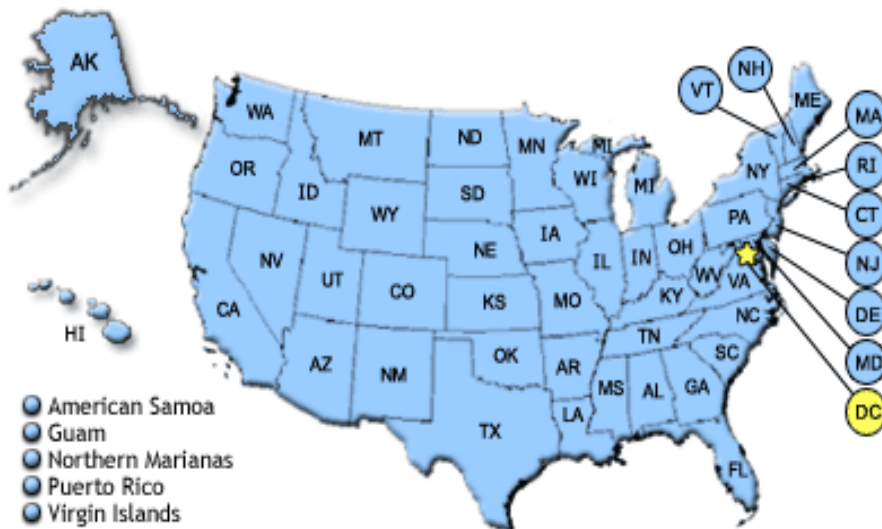 AK
WA
MT
ND
MN
MI
VT
NH
ME
MA
OR
ID
SD
WI
MI
NY
RI
WY
CT
IA
PA
NV
NE
IL
IN
OH
NJ
UT
CO
WV
VA
CA
KS
MO
KY
DE
HI
NC
TN
AZ
NM
OK
AR
SC
MD
MS
AL
GA
DC
LA
TX
FL
American Samoa
Guam
Northern Marianas
Puerto Rico
Virgin Islands